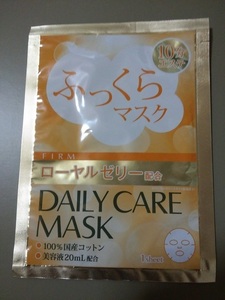 ふっくら
マスク
FIRM
ローヤルゼリー配合
DAILY CARE
MASK
●100%国産コットン
●美容液20mL配合
1sheet